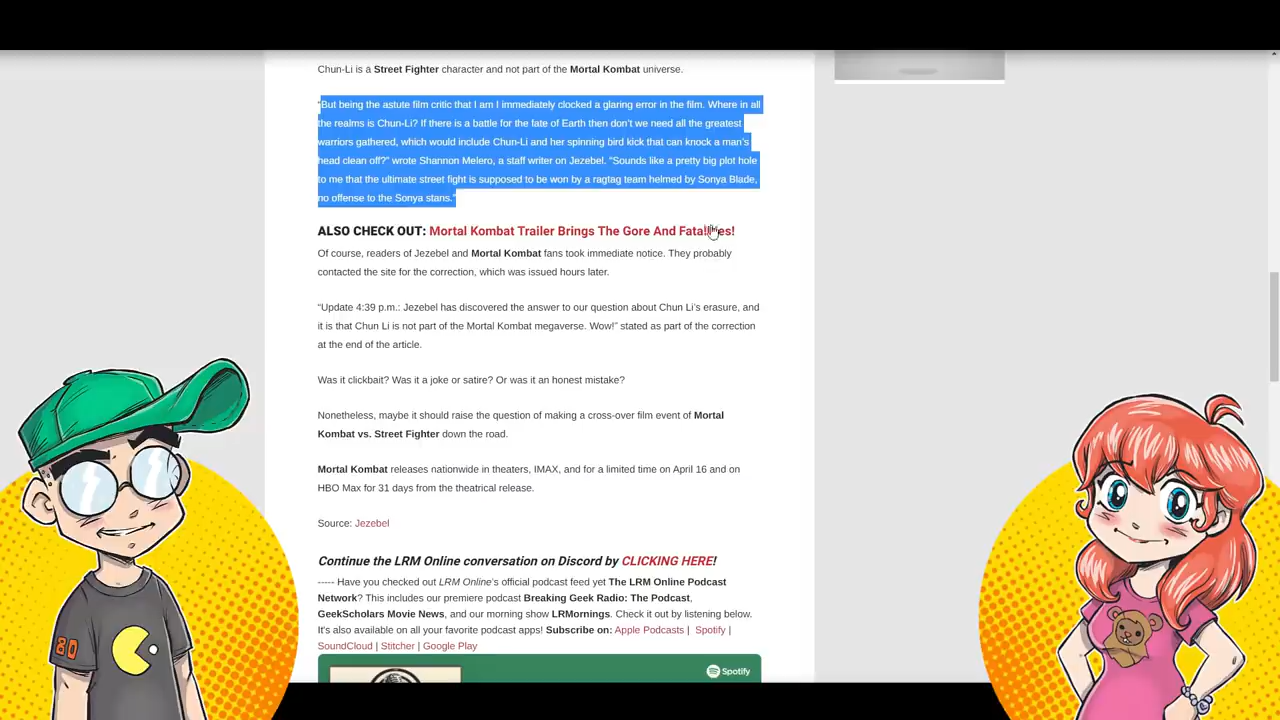 Chun-Li is a Street Fighter character and not part of the Mortal Kombat universe.
“But being the astute film critic that I am I immediately clocked a glaring error in the film. Where in all
the realms is Chun-Li? If there is a battle for the fate of Earth then don’t we need all the greatest
warriors gathered, which would include Chun-Li and her spinning bird kick that can knock a man’s
head clean off?” wrote Shannon Melero, a staff writer on Jezebel. “Sounds like a pretty big plot hole
to me that the ultimate street fight is supposed to be won by a ragtag team helmed by Sonya Blade,
no offense to the Sonya stans.”
ALSO CHECK OUT: Mortal Kombat Trailer Brings The Gore And Fatalities!
Of course, readers of Jezebel and Mortal Kombat fans took immediate notice. They probably
contacted the site for the correction, which was issued hours later.
“Update 4:39 p.m.: Jezebel has discovered the answer to our question about Chun Li’s erasure, and
it is that Chun Li is not part of the Mortal Kombat megaverse. Wow!” stated as part of the correction
at the end of the article.
Was it clickbait? Was it a joke or satire? Or was it an honest mistake?
Nonetheless, maybe it should raise the question of making a cross-over film event of Mortal
Kombat vs. Street Fighter down the road.
Mortal Kombat releases nationwide in theaters, IMAX, and for a limited time on April 16 and on
HBO Max for 31 days from the theatrical release.
Source: Jezebel
Continue the LRM Online conversation on Discord by CLICKING HERE!
----- Have you checked out LRM Online’s official podcast feed yet The LRM Online Podcast
Network? This includes our premiere podcast Breaking Geek Radio: The Podcast,
GeekScholars Movie News, and our morning show LRMornings. Check it out by listening below.
It's also available on all your favorite podcast apps! Subscribe on: Apple Podcasts | Spotify |
SoundCloud | Stitcher | Google Play
Spotify
80